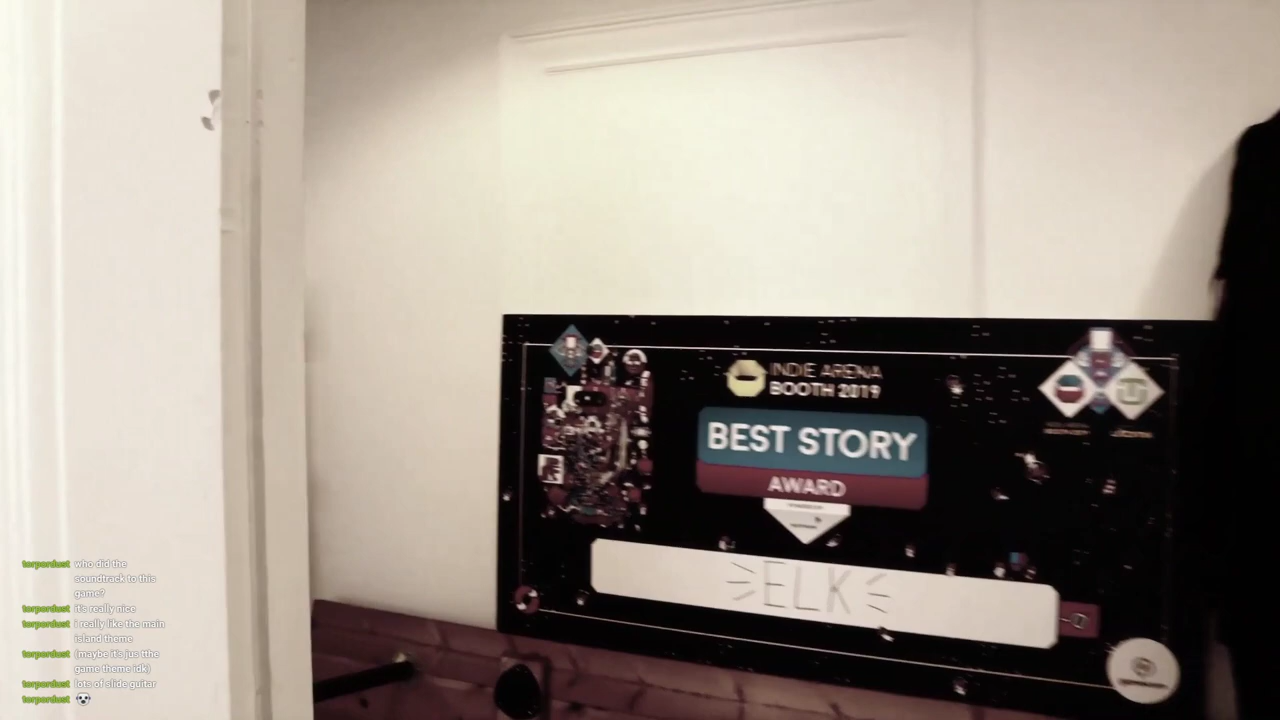 INDIE ARENA
BOOTH 2019
BEST STORY
AWARD
ELK
torpordust who did the
soundtrack to this
game?
torpordust it's really nice
torpordust i really like the main
island theme
torpordust (maybe it's jus tthe
game theme idk)
torpordust lots of slide guitar
torpordust